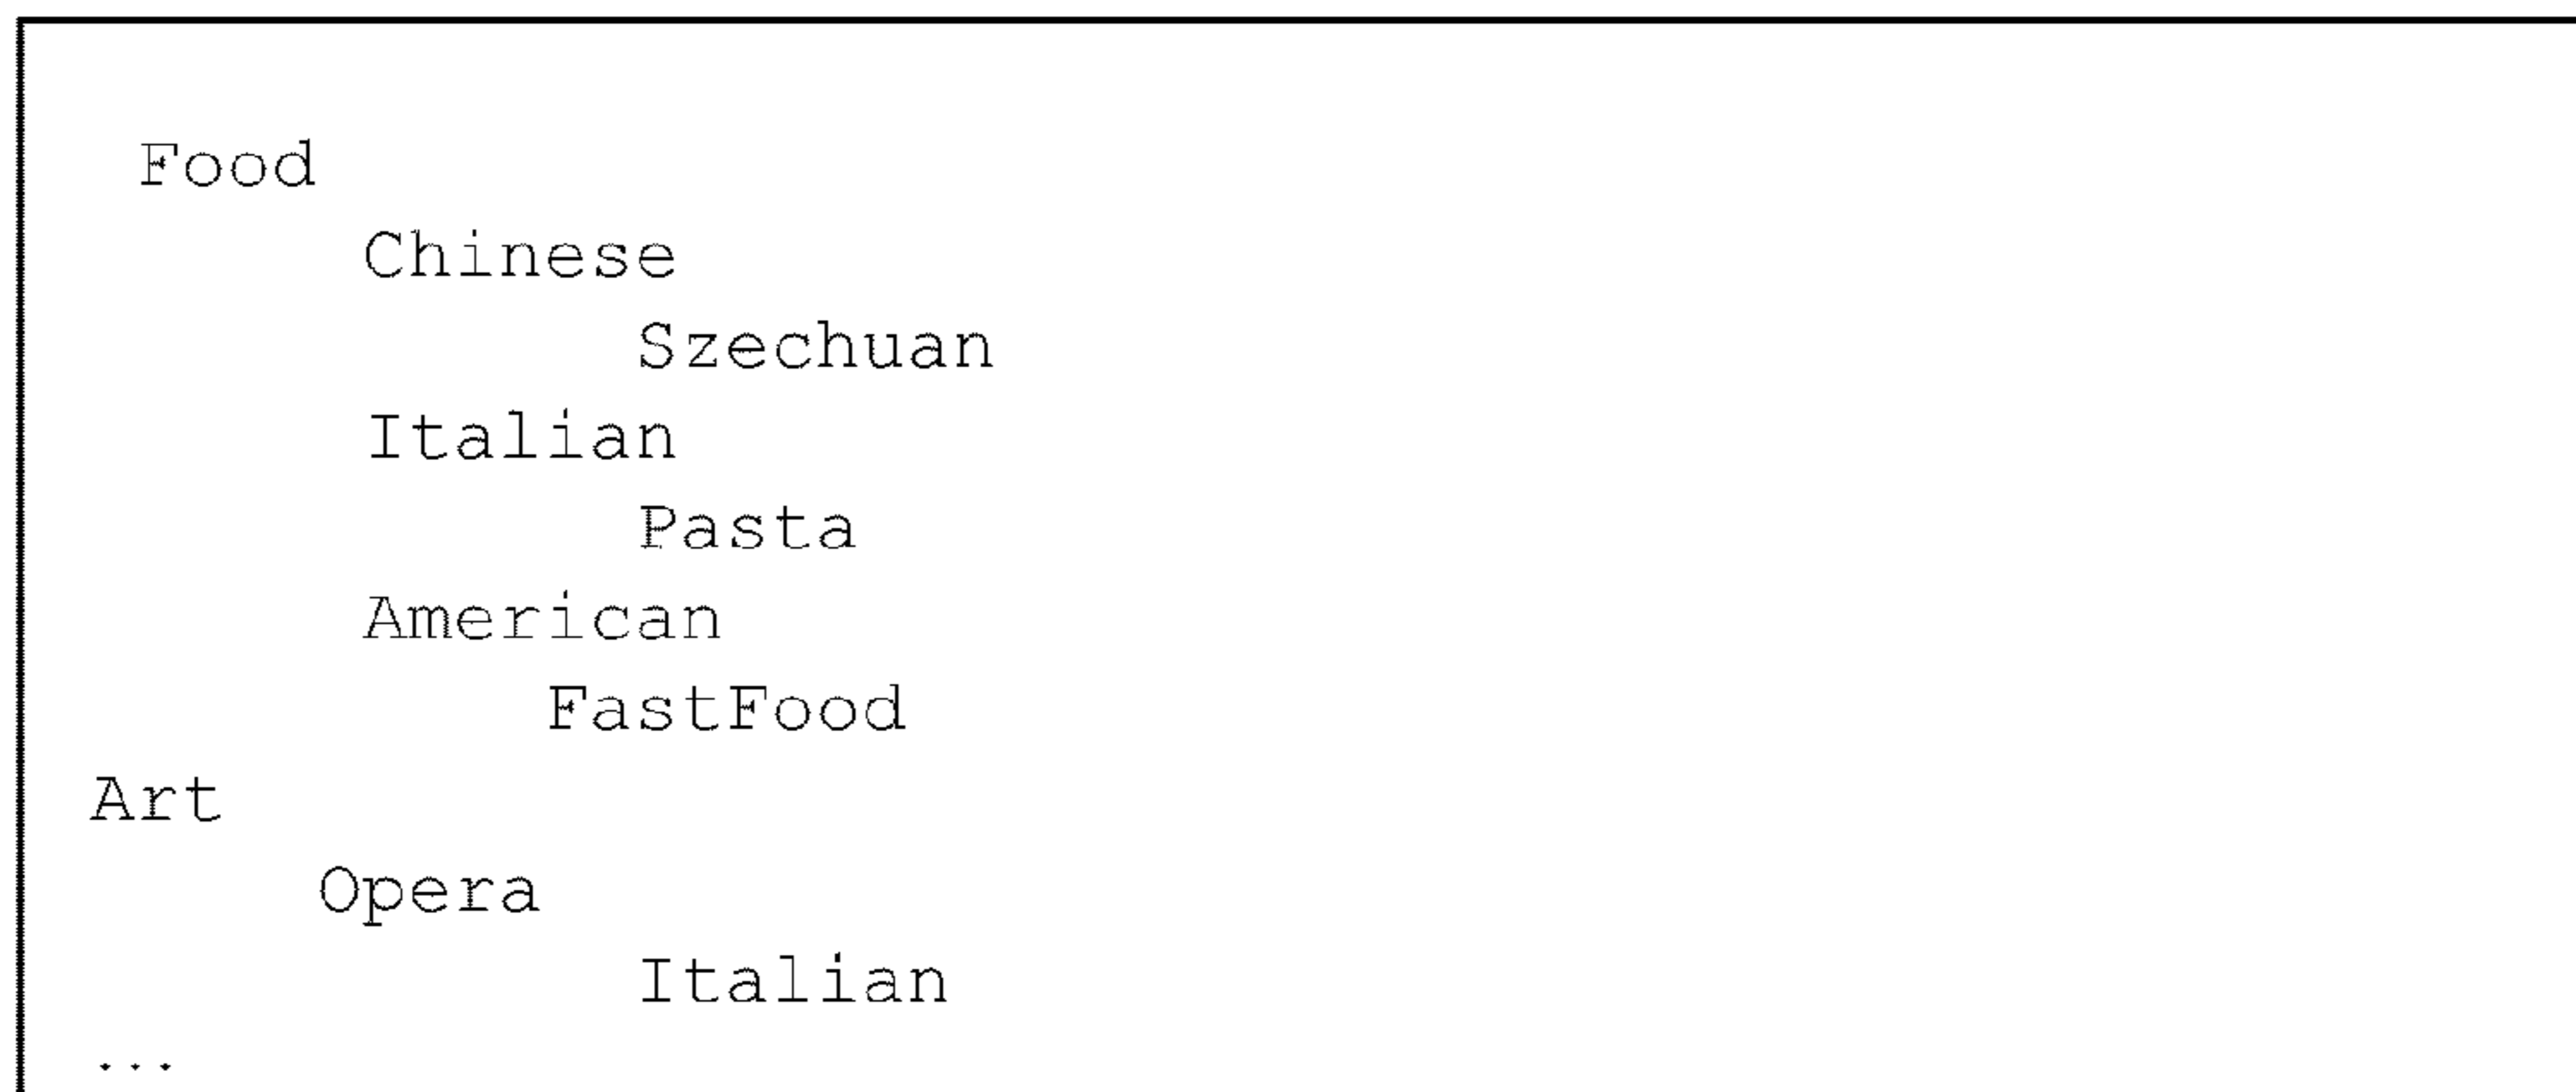 Food
Chinese
Szechuan
Italian
Pasta
American
FastFood
Art
Opera
Italian
...